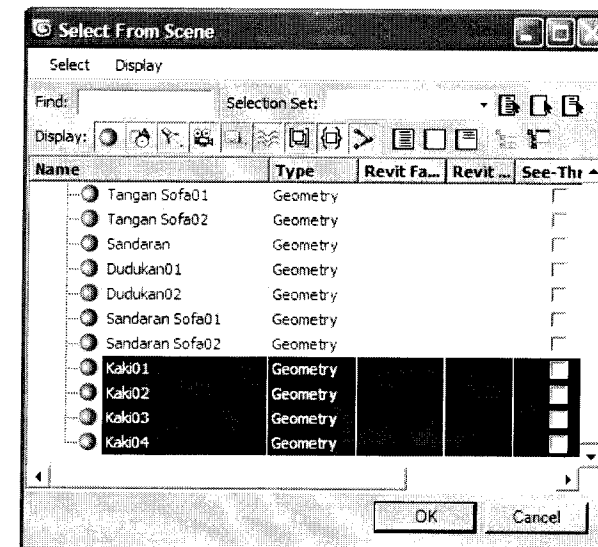 Select From Scene
Select Display
Find: Selection Set:
Display:
Name Type Revit Fa... Revit ... See-Thr
Tangan Sofa01 Geometry
Tangan Sofa02 Geometry
Sandaran Geometry
Dudukan01 Geometry
Dudukan02 Geometry
Sandaran Sofa01 Geometry
Sandaran Sofa02 Geometry
Kaki01 Geometry
Kaki02 Geometry
Kaki03 Geometry
Kaki04 Geometry
OK Cancel